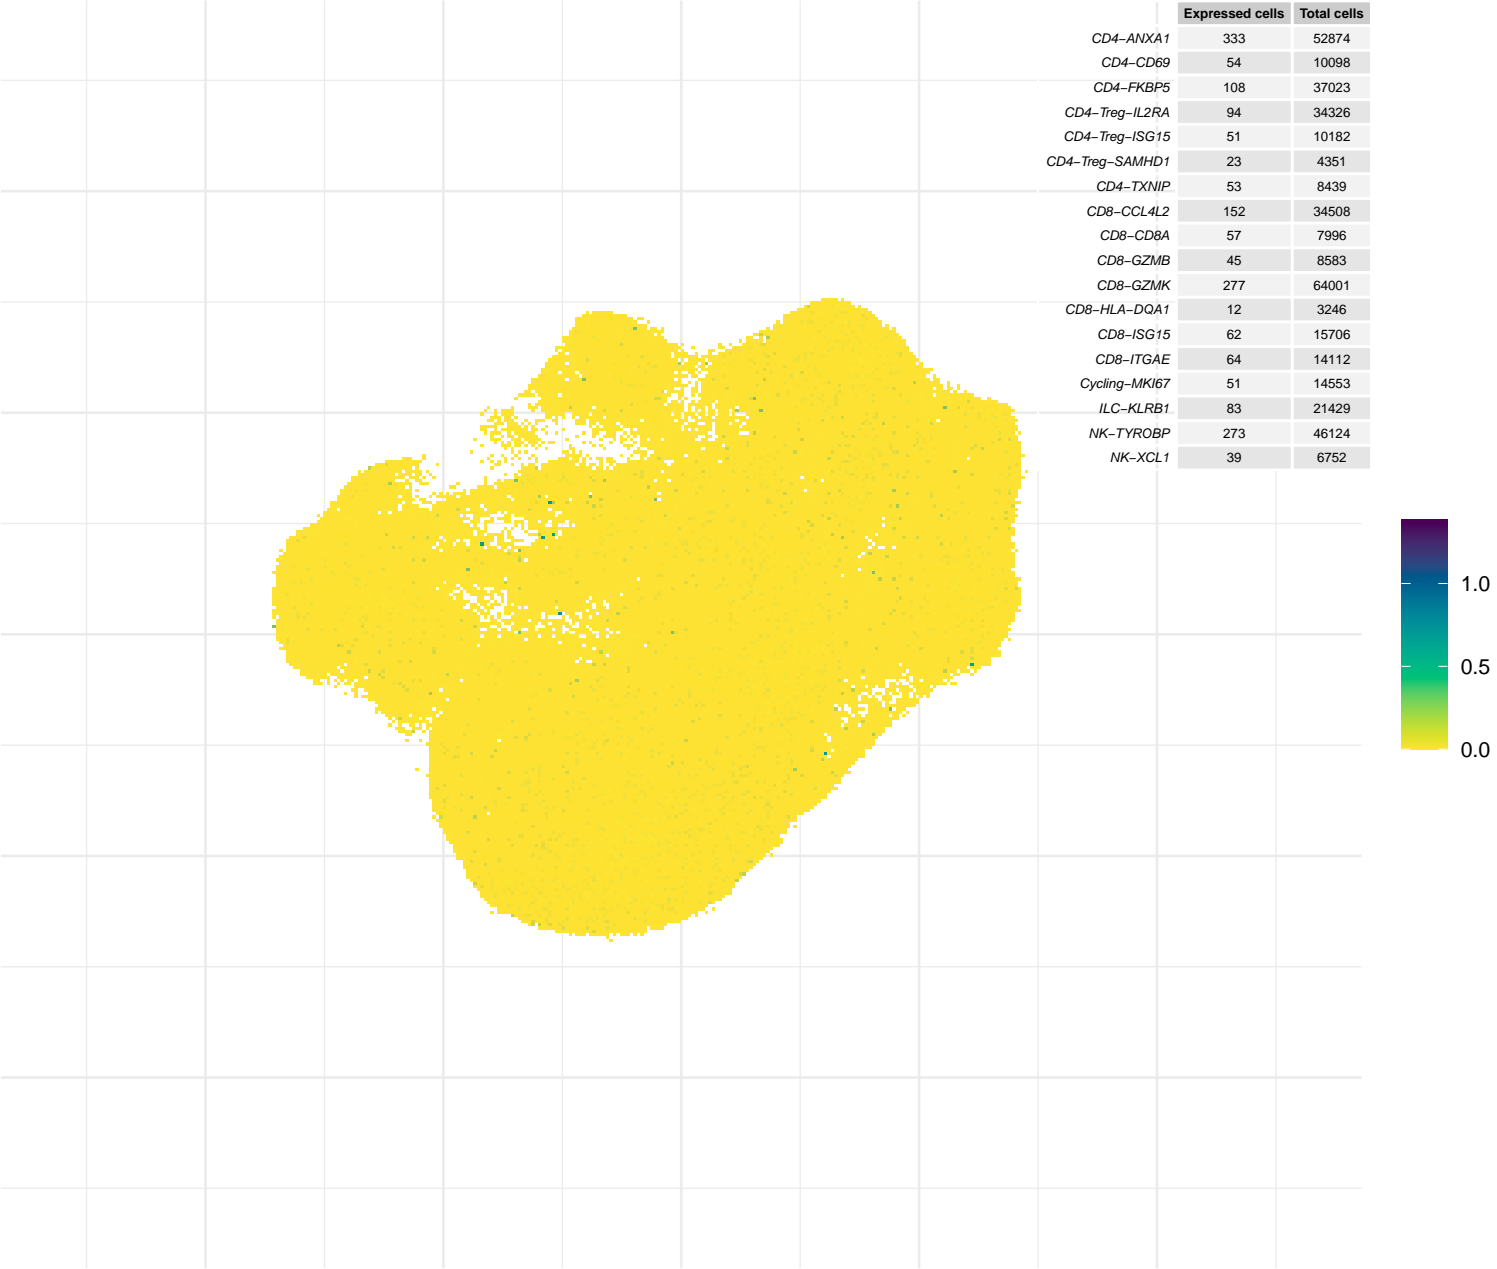 Expressed cells Total cells
CD4−ANXA1 333 52874
CD4−CD69 54 10098
CD4−FKBP5 108 37023
CD4−Treg−IL2RA 94 34326
CD4−Treg−ISG15 51 10182
CD4−Treg−SAMHD1 23 4351
CD4−TXNIP 53 8439
CD8−CCL4L2 152 34508
CD8−CD8A 57 7996
CD8−GZMB 45 8583
CD8−GZMK 277 64001
CD8−HLA−DQA1 12 3246
CD8−ISG15 62 15706
CD8−ITGAE 64 14112
Cycling−MKI67 51 14553
ILC−KLRB1 83 21429
NK−TYROBP 273 46124
NK−XCL1 39 6752
1.0
0.5
0.0